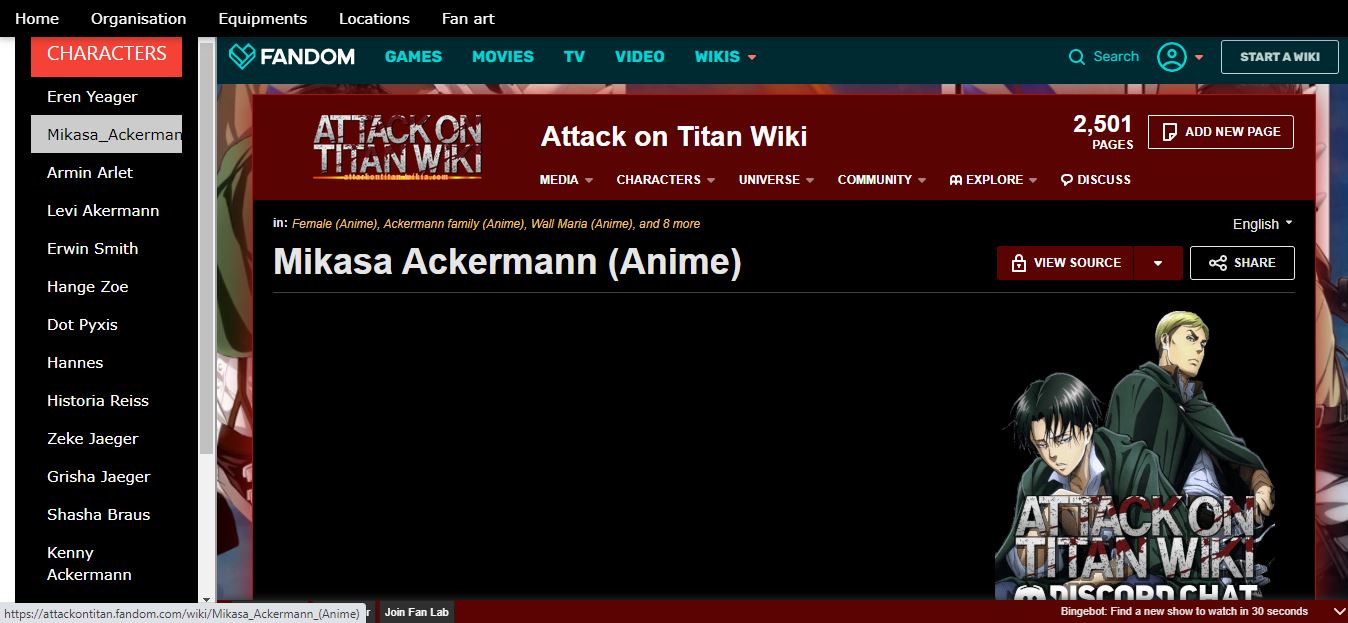 Home Organisation Equipments Locations Fan art
CHARACTERS
Eren Yeager
Mikasa_Ackerman
Armin Arlet
Levi Akermann
Erwin Smith
Hange Zoe
Dot Pyxis
Hannes
Historia Reiss
Zeke Jaeger
Grisha Jaeger
Shasha Braus
Kenny
Ackermann
FANDOM GAMES MOVIES TV VIDEO WIKIS Search START A WIKI
ATTACK ON
TITAN WIKI
attackontitan.wikia.com
Attack on Titan Wiki
2,501
PAGES
ADD NEW PAGE
MEDIA CHARACTERS UNIVERSE COMMUNITY EXPLORE DISCUSS
in: Female (Anime), Ackermann family (Anime), Wall Maria (Anime), and 6 more
English
Mikasa Ackermann (Anime)
VIEW SOURCE SHARE
ATTACK ON
TITAN WIKI
DISCORD CHAT
https://attackontitan.fandom.com/wiki/Mikasa_Ackermann_(Anime)
r Join Fan Lab
Bingebot: Find a new show to watch in 30 seconds